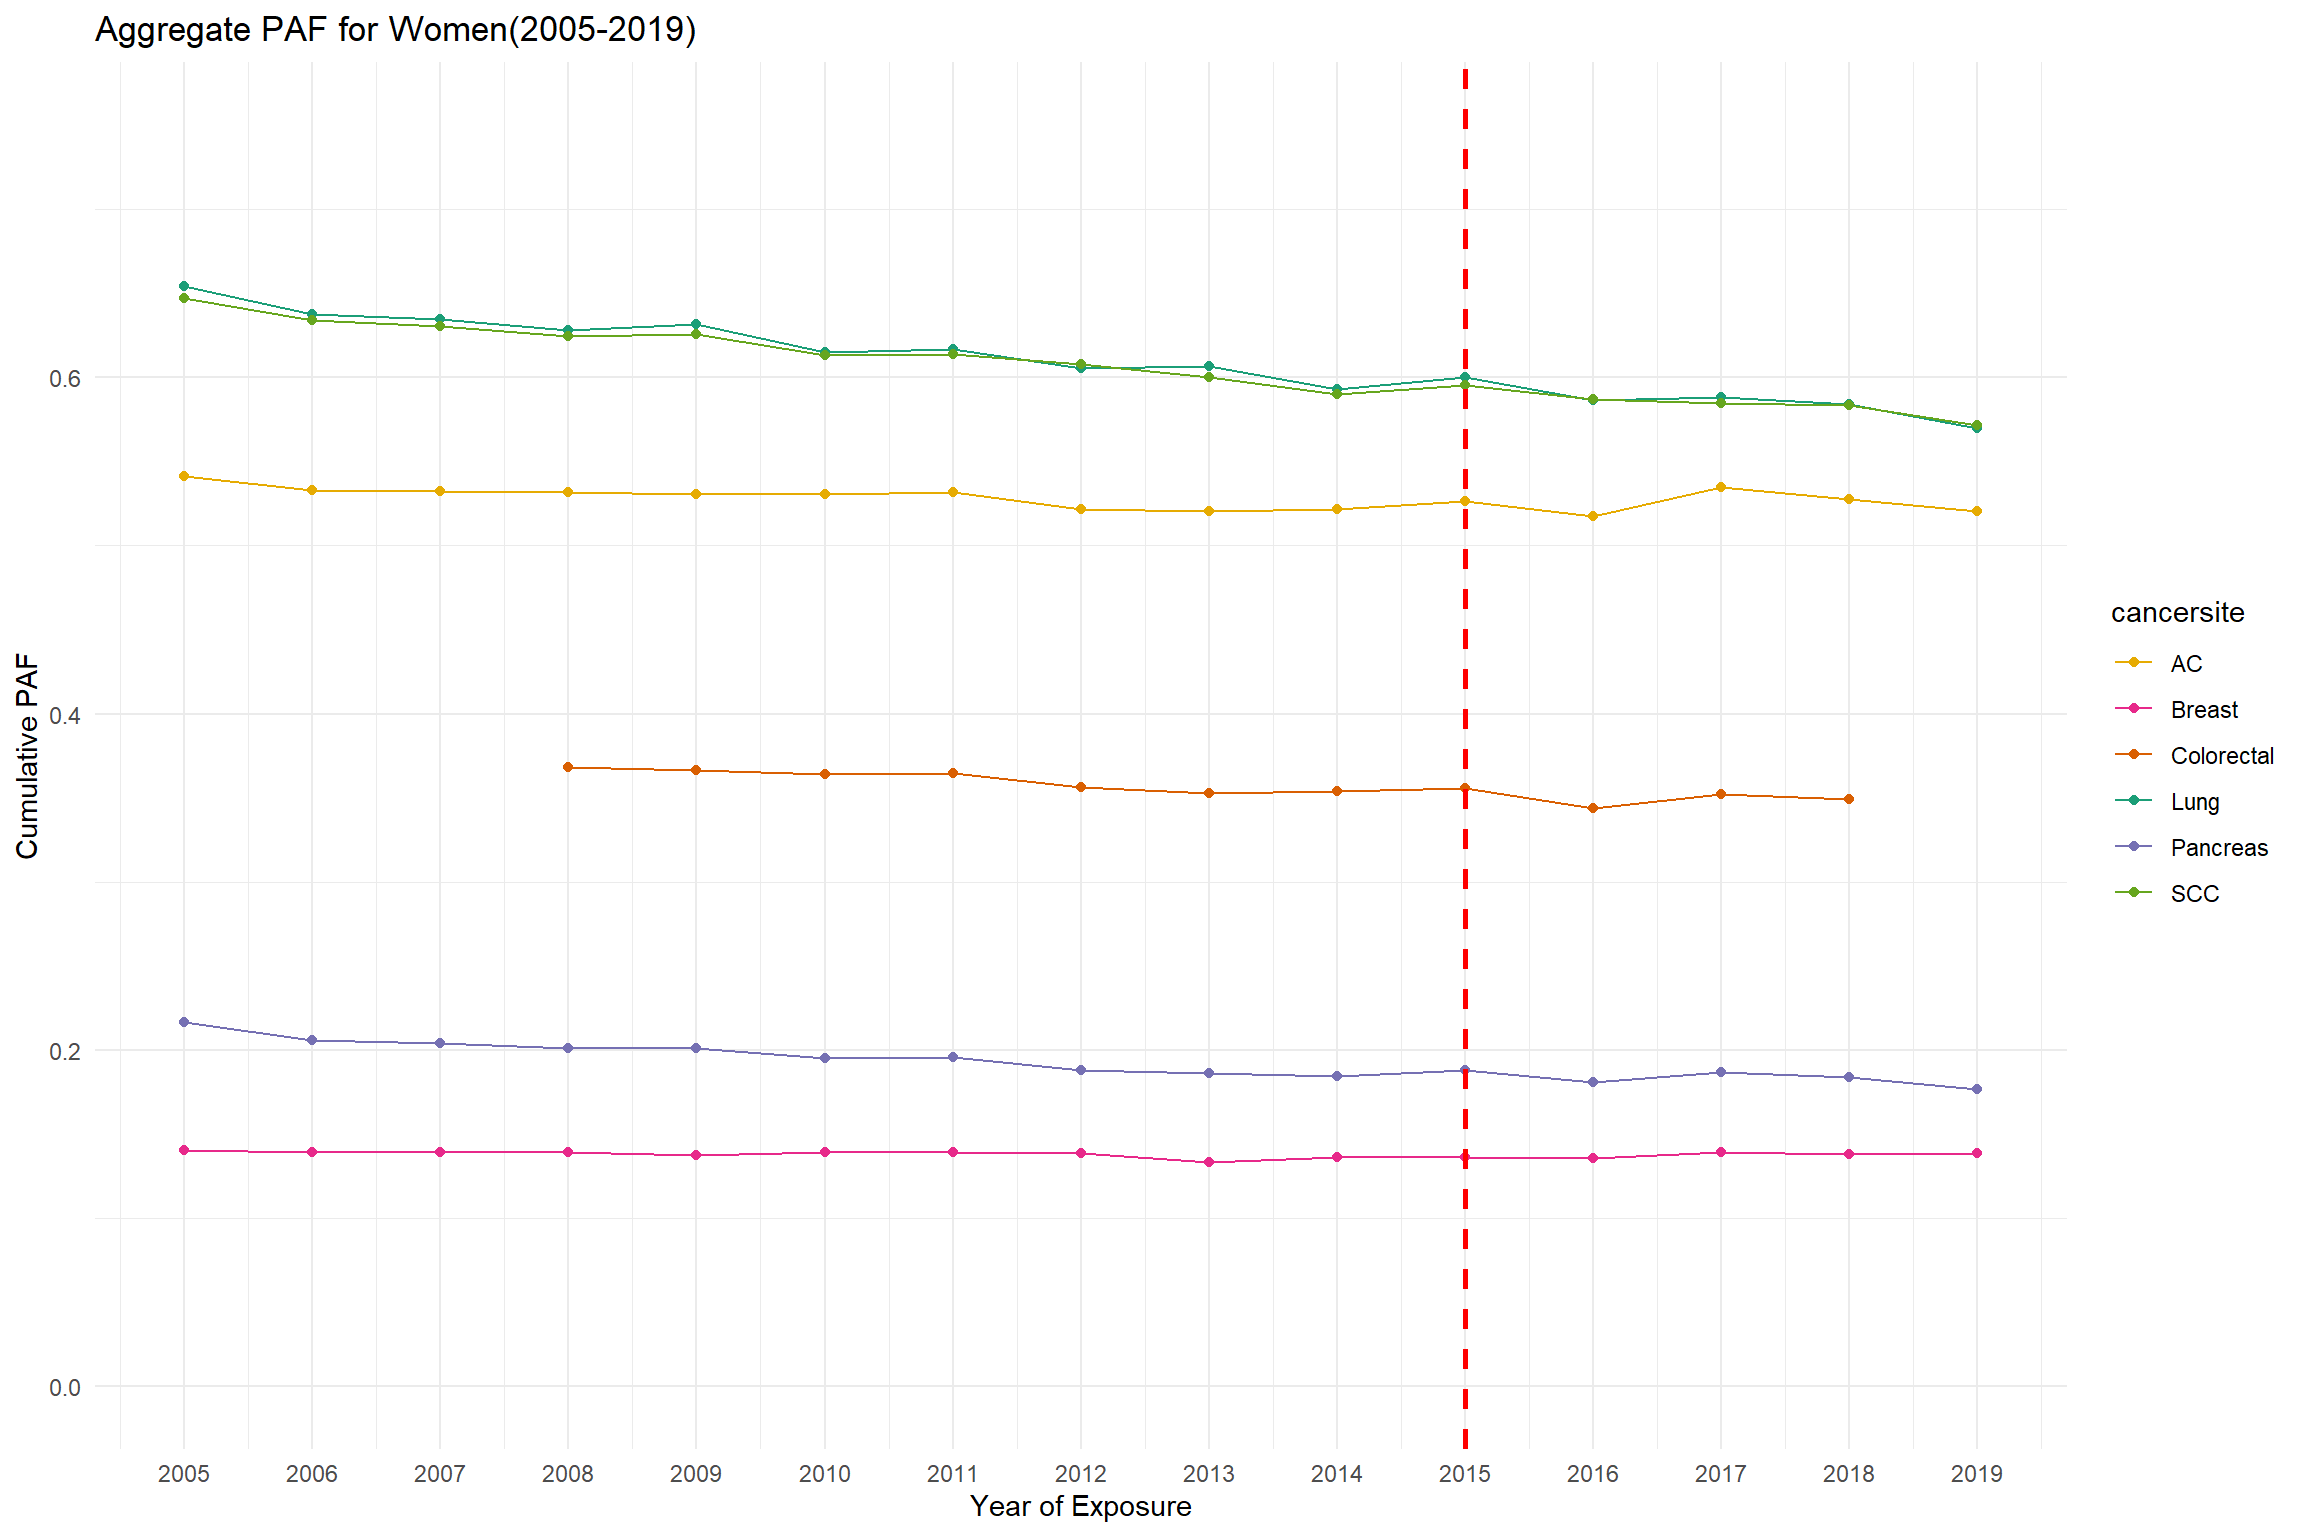 Aggregate PAF for Women(2005-2019)
Cumulative PAF
0.6
0.4
0.2
0.0
2005 2006 2007 2008 2009 2010 2011 2012 2013 2014 2015 2016 2017 2018 2019
Year of Exposure
cancersite
AC
Breast
Colorectal
Lung
Pancreas
SCC